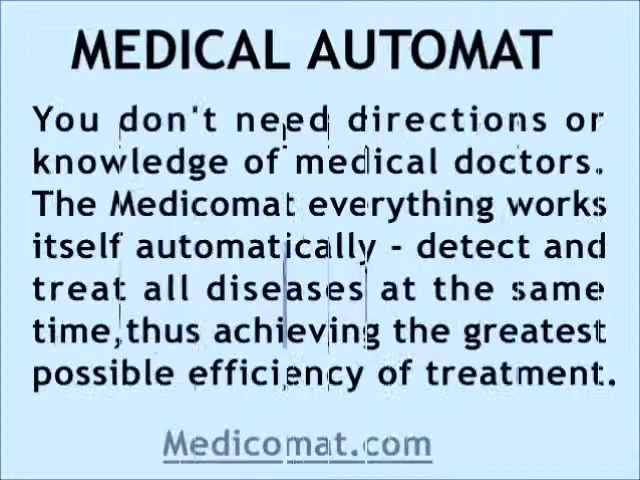 MEDICAL AUTOMAT
You don't need directions or
knowledge of medical doctors.
The Medicomat everything works
itself automatically - detect and
treat all diseases at the same
time,thus achieving the greatest
possible efficiency of treatment.
Medicomat.com